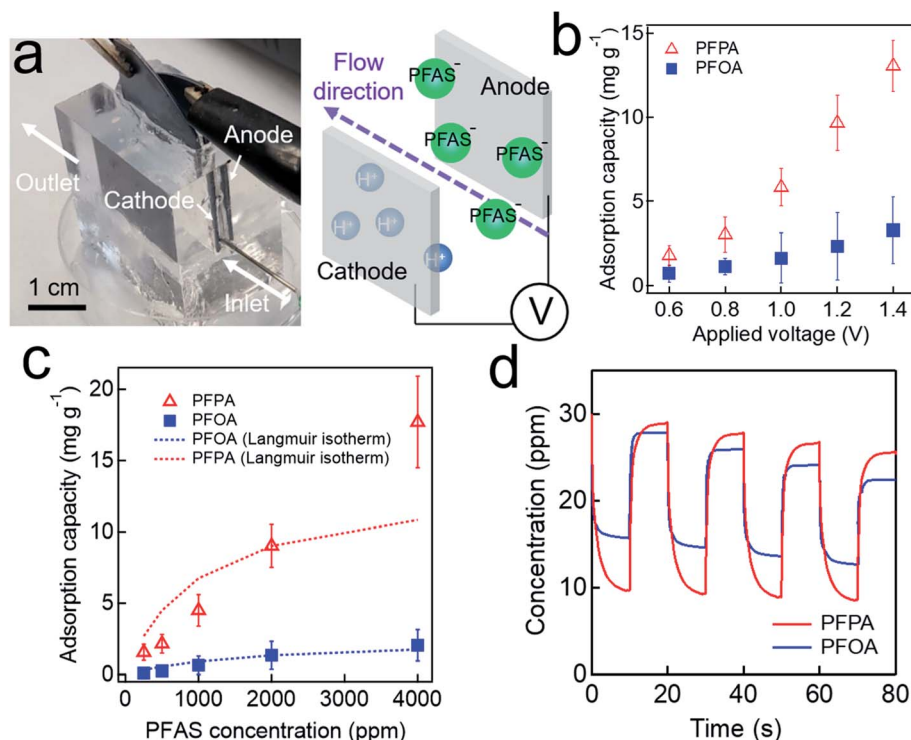 a
Outlet
Cathode
Anode
Inlet
1 cm
Flow
direction
PFAS-
Anode
PFAS-
PFAS-
PFAS-
H+
H+
H+
H+
Cathode
V
b
Adsorption capacity (mg g-1)
15
10
5
0
PFPA
PFOA
0.6 0.8 1.0 1.2 1.4
Applied voltage (V)
c
Adsorption capacity (mg g-1)
20
15
10
5
0
PFPA
PFOA
PFOA (Langmuir isotherm)
PFPA (Langmuir isotherm)
0 1000 2000 3000 4000
PFAS concentration (ppm)
d
Concentration (ppm)
30
20
10
0
PFPA
PFOA
0 20 40 60 80
Time (s)